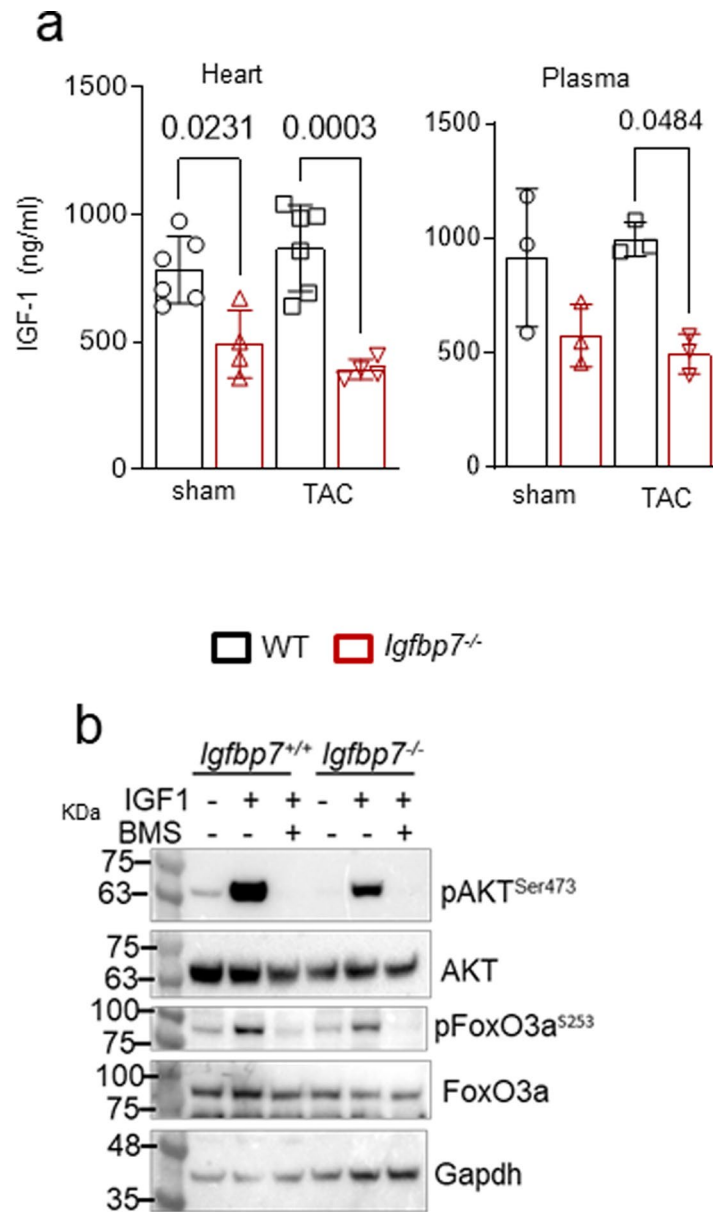 a
Heart
Plasma
1500
0.0231
0.0003
1000
500
0
IGF-1 (ng/ml)
sham
TAC
1500
0.0484
1000
500
0
sham
TAC
WT
Igfbp7-/-
b
Igfbp7+/+
Igfbp7-/-
KDa
IGF1 - + + - + +
BMS - - + - - +
75
63
pAKTSer473
75
63
AKT
100
75
pFoxO3aS253
100
75
FoxO3a
48
35
Gapdh